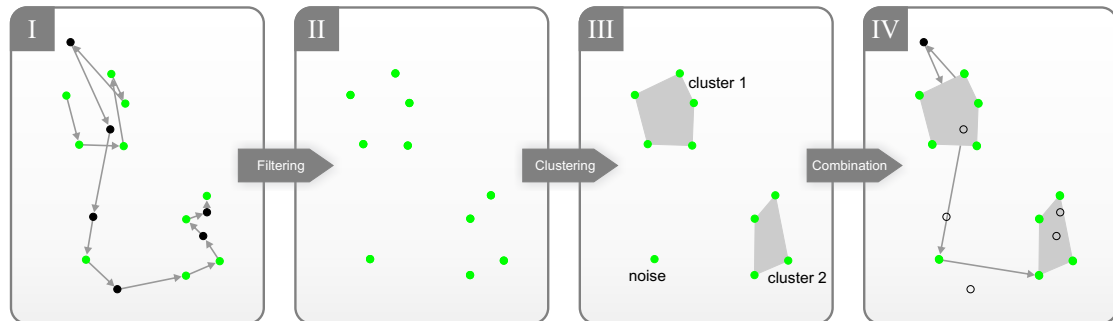 I
II
III
IV
cluster 1
Filtering
Clustering
Combination
noise
cluster 2